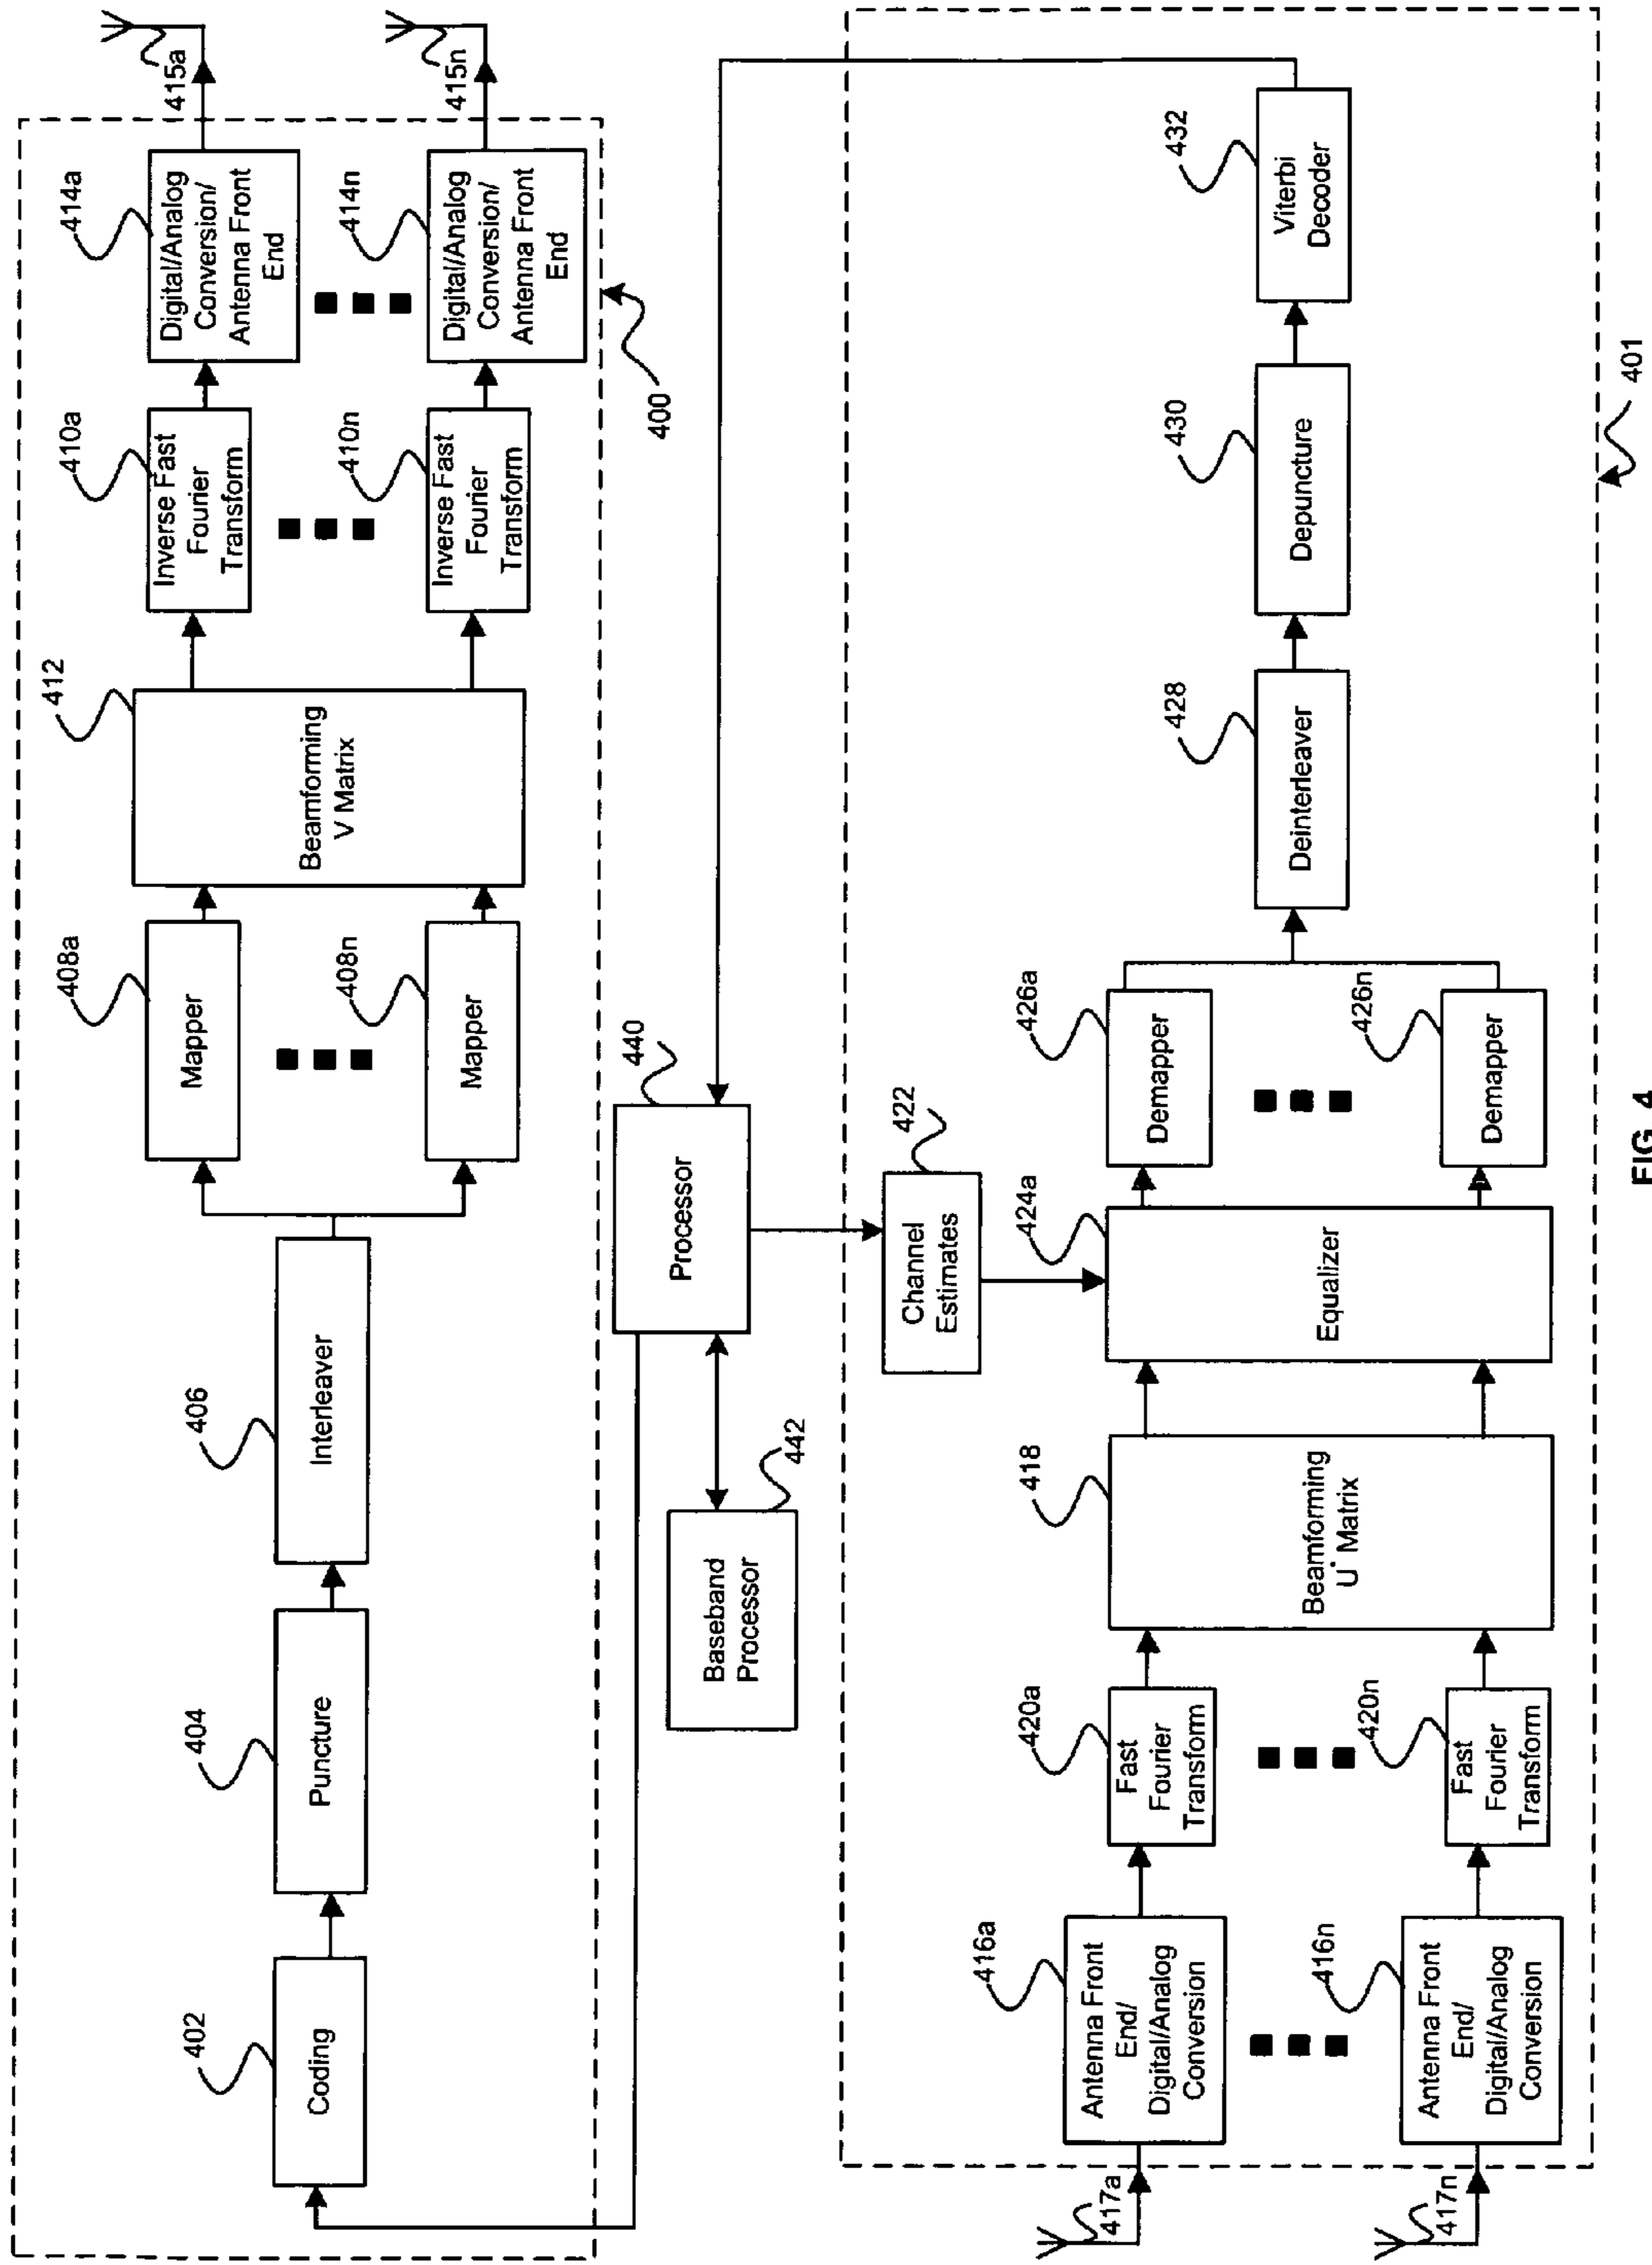 402
Coding
404
Puncture
406
Interleaver
408a
Mapper
408n
Mapper
412
Beamforming
V Matrix
410a
Inverse Fast
Fourier
Transform
410n
Inverse Fast
Fourier
Transform
414a
Digital/Analog
Conversion/
Antenna Front
End
414n
Digital/Analog
Conversion/
Antenna Front
End
415a
415n
400
442
Baseband
Processor
440
Processor
417a
417n
416a
Antenna Front
End/
Digital/Analog
Conversion
416n
Antenna Front
End/
Digital/Analog
Conversion
420a
Fast
Fourier
Transform
420n
Fast
Fourier
Transform
418
Beamforming
U* Matrix
422
Channel
Estimates
424a
Equalizer
426a
Demapper
426n
Demapper
428
Deinterleaver
430
Depuncture
432
Viterbi
Decoder
401
FIG. 4